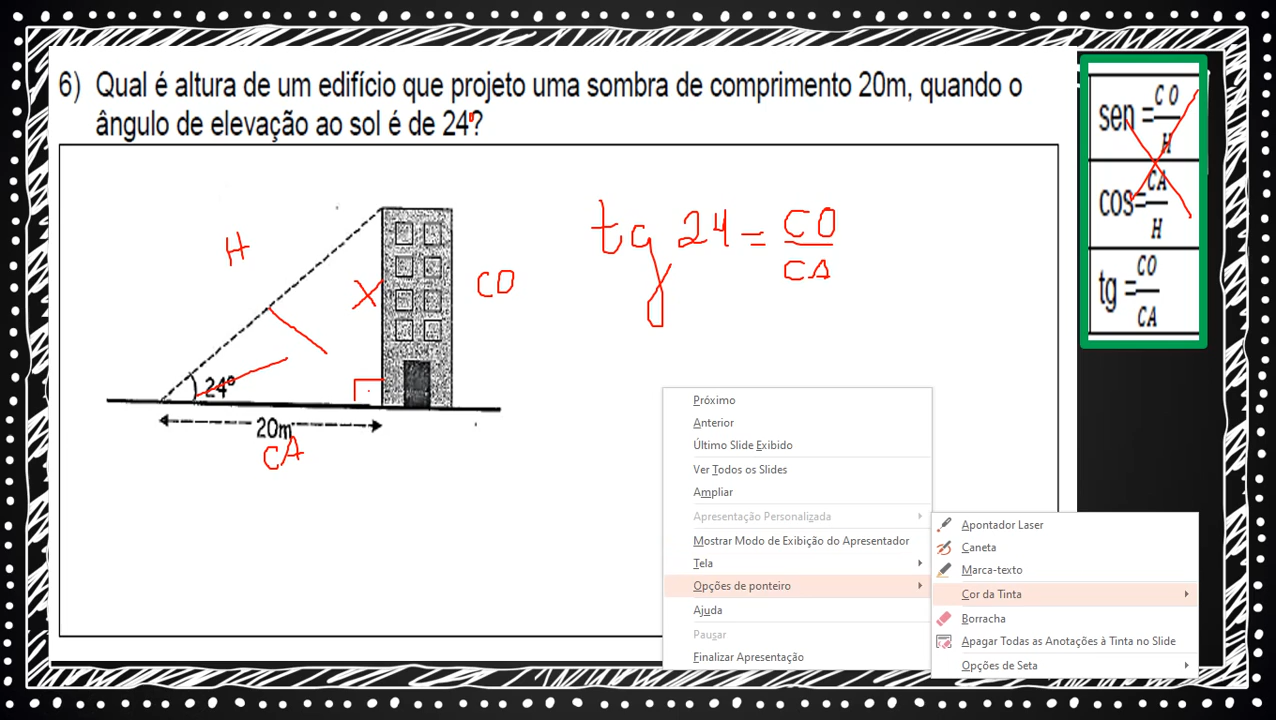 6) Qual é altura de um edifício que projeto uma sombra de comprimento 20m, quando o
ângulo de elevação ao sol é de 24°?
sen = CO
H
cos= CA
H
tg = CO
CA
H
X
CO
24º
20m
CA
tg 24 = CO
CA
Próximo
Anterior
Último Slide Exibido
Ver Todos os Slides
Ampliar
Apresentação Personalizada
Mostrar Modo de Exibição do Apresentador
Tela
Opções de ponteiro
Ajuda
Pausar
Finalizar Apresentação
Apontador Laser
Caneta
Marca-texto
Cor da Tinta
Borracha
Apagar Todas as Anotações à Tinta no Slide
Opções de Seta